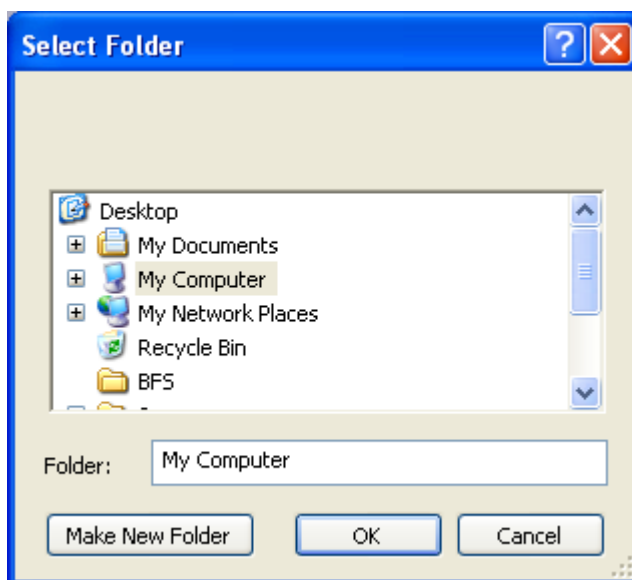 Select Folder
Desktop
My Documents
My Computer
My Network Places
Recycle Bin
BFS
Folder: My Computer
Make New Folder OK Cancel